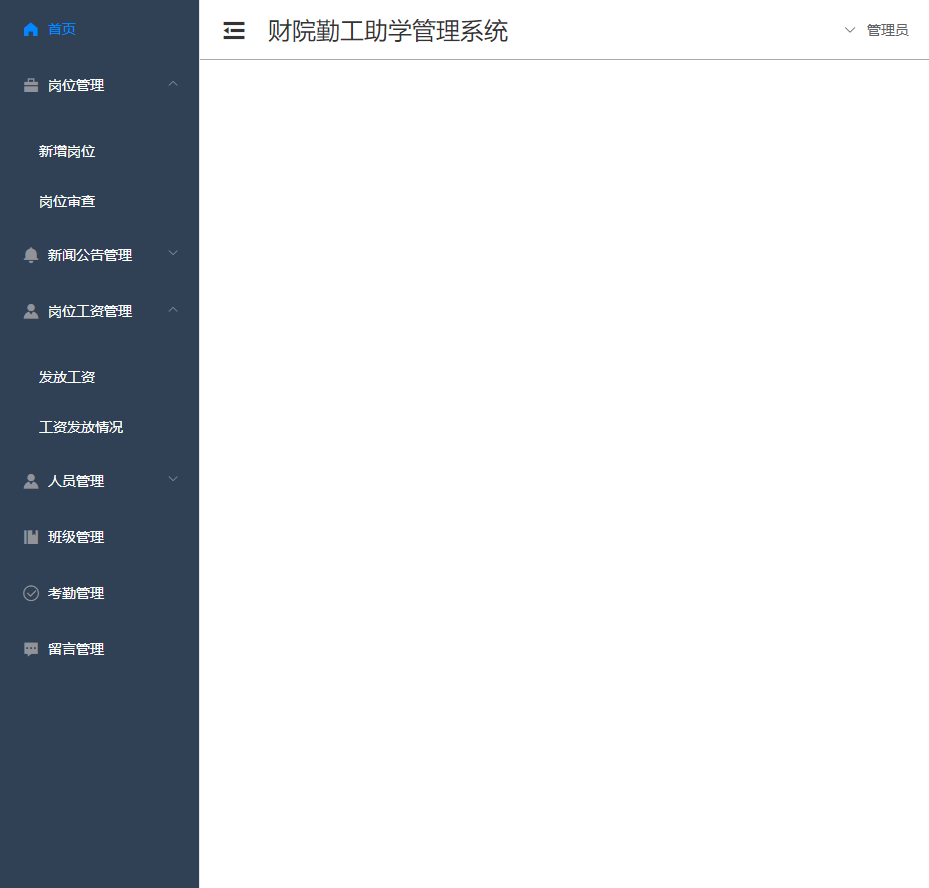 首页
岗位管理
新增岗位
岗位审查
新闻公告管理
岗位工资管理
发放工资
工资发放情况
人员管理
班级管理
考勤管理
留言管理
财院勤工助学管理系统
管理员